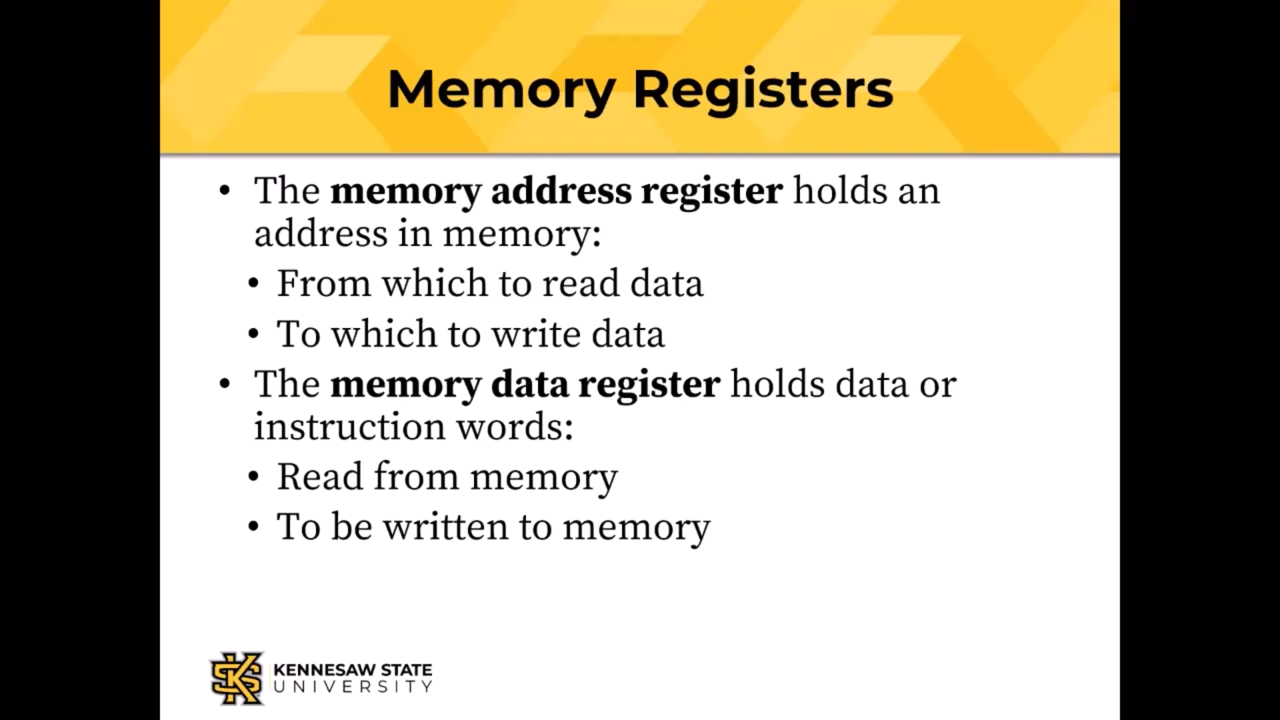 Memory Registers
• The memory address register holds an
address in memory:
• From which to read data
• To which to write data
• The memory data register holds data or
instruction words:
• Read from memory
• To be written to memory
KENNESAW STATE
UNIVERSITY